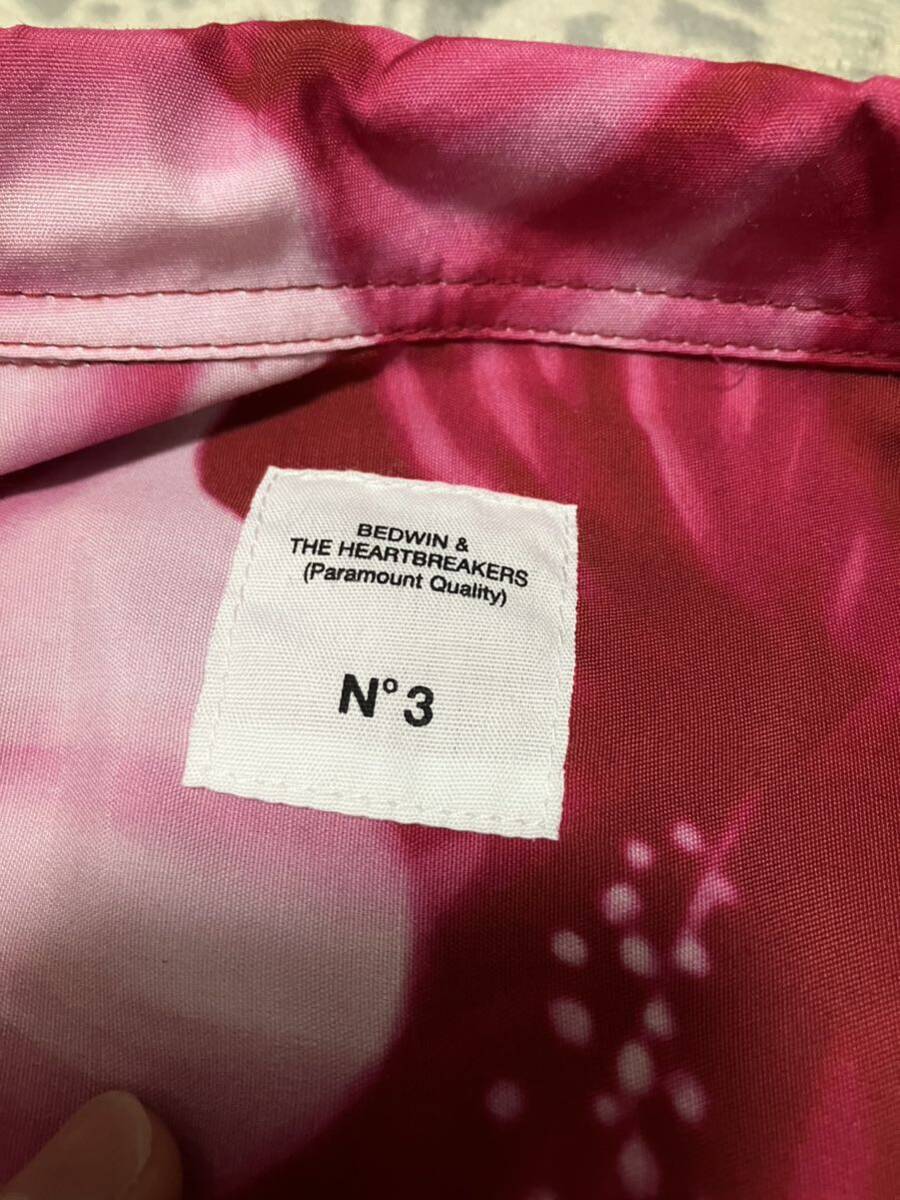 BEDWIN &
THE HEARTBREAKERS
(Paramount Quality)
N° 3